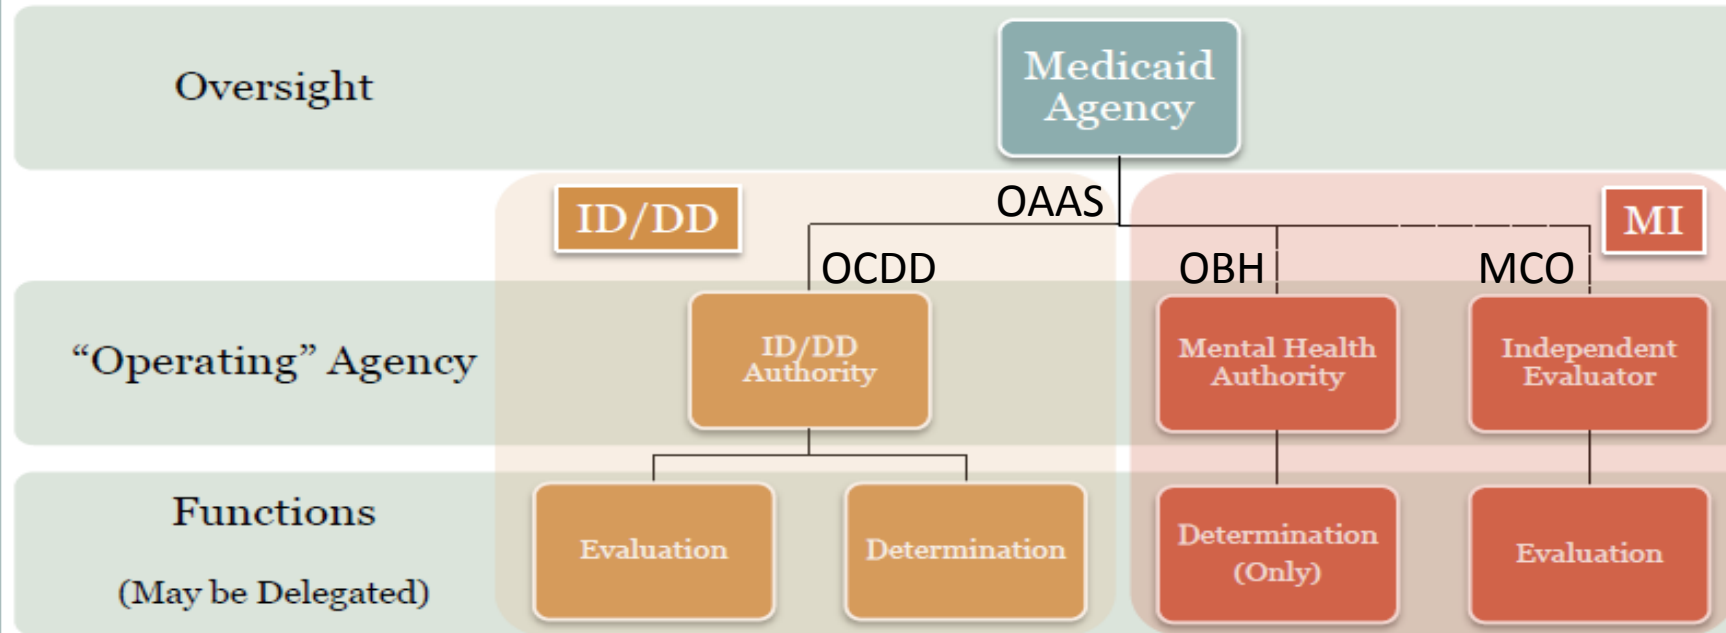 Oversight
Medicaid
Agency
ID/DD
OAAS
MI
OCDD
OBH
MCO
“Operating” Agency
ID/DD
Authority
Mental Health
Authority
Independent
Evaluator
Functions
(May be Delegated)
Evaluation
Determination
Determination
(Only)
Evaluation